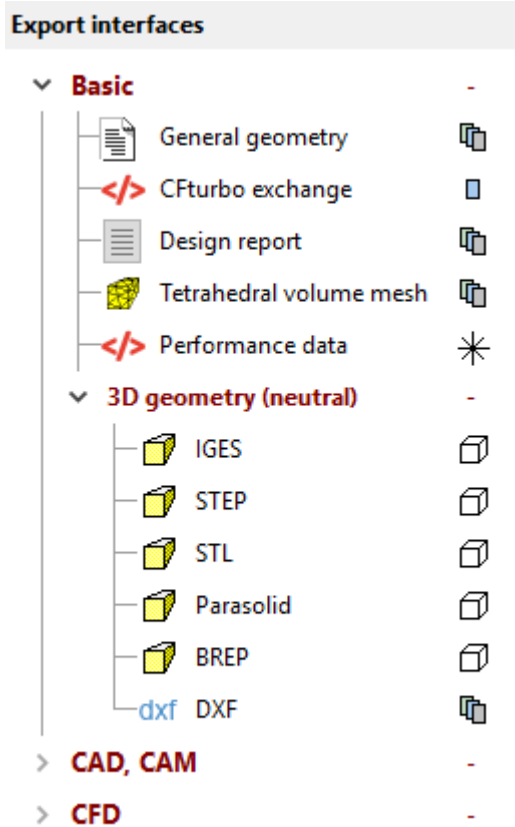 Export interfaces
Basic -
General geometry
</> CFturbo exchange
Design report
Tetrahedral volume mesh
</> Performance data
3D geometry (neutral) -
IGES
STEP
STL
Parasolid
BREP
dxf DXF
CAD, CAM -
CFD -